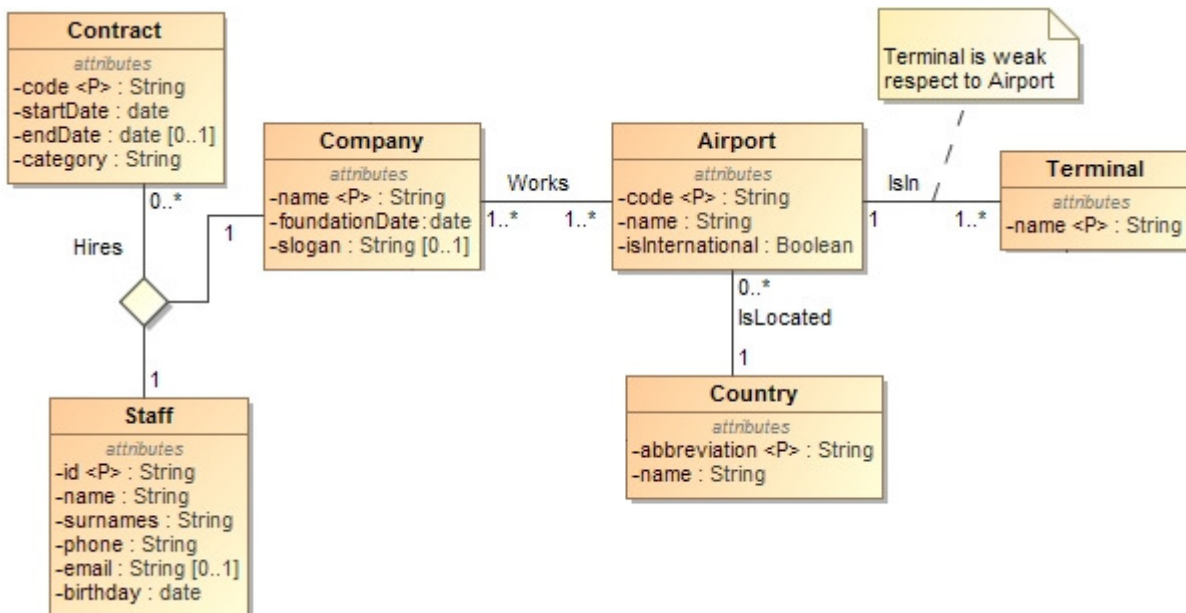 Contract
attributes
-code <P> : String
-startDate : date
-endDate : date [0..1]
-category : String
0..*
Hires
1
Company
attributes
-name <P> : String
-foundationDate: date
-slogan : String [0..1]
1..*
Works
1..*
Airport
attributes
-code <P> : String
-name : String
-isInternational : Boolean
1
IsIn
1..*
Terminal is weak
respect to Airport
Terminal
attributes
-name <P> : String
0..*
IsLocated
1
Country
attributes
-abbreviation <P> : String
-name : String
1
Staff
attributes
-id <P> : String
-name : String
-surnames : String
-phone : String
-email : String [0..1]
-birthday : date